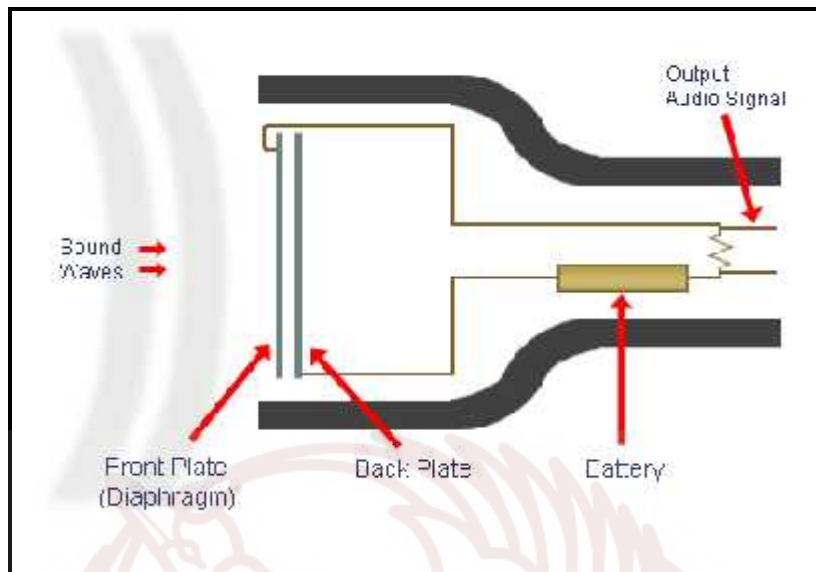 Output
Audio Signal
Sound
Waves
Front Plate
(Diaphragm)
Back Plate
Battery